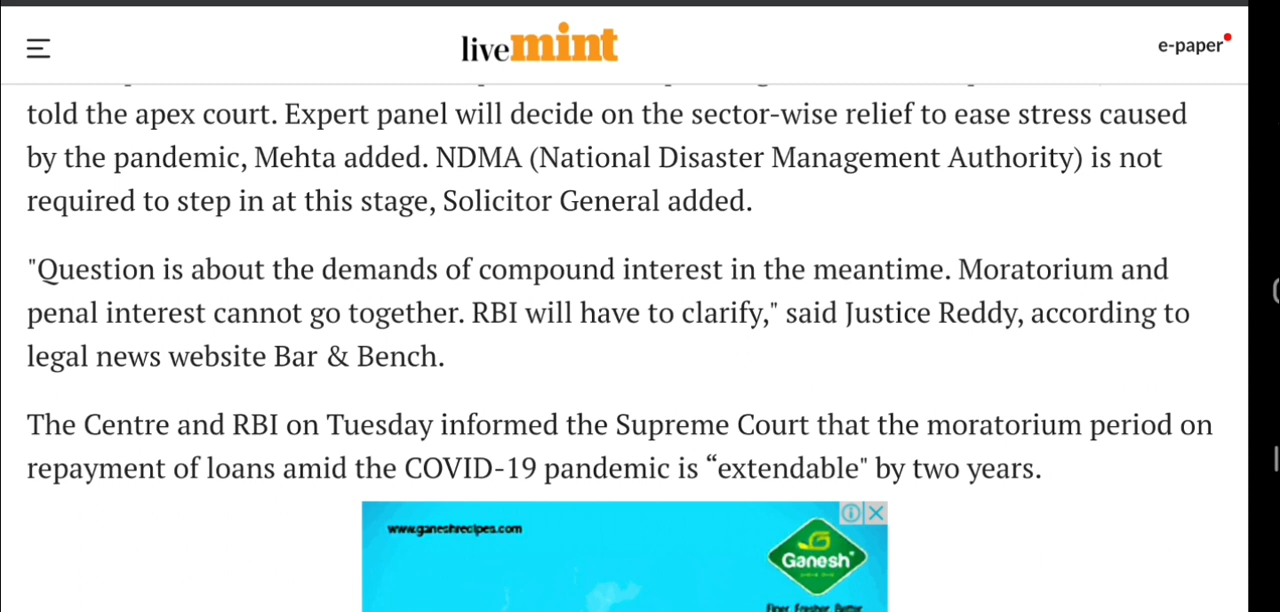 livemint
e-paper
told the apex court. Expert panel will decide on the sector-wise relief to ease stress caused
by the pandemic, Mehta added. NDMA (National Disaster Management Authority) is not
required to step in at this stage, Solicitor General added.
"Question is about the demands of compound interest in the meantime. Moratorium and
penal interest cannot go together. RBI will have to clarify," said Justice Reddy, according to
legal news website Bar & Bench.
The Centre and RBI on Tuesday informed the Supreme Court that the moratorium period on
repayment of loans amid the COVID-19 pandemic is “extendable" by two years.
www.ganeshrecipes.com
Ganesh
Finer. Fresher. Better.